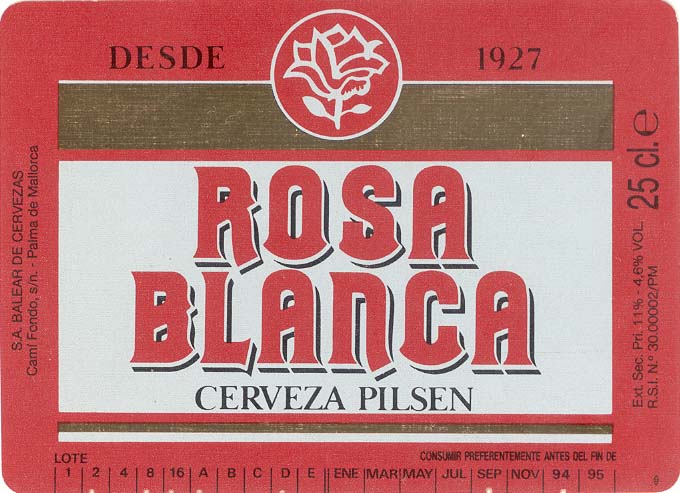 DESDE 1927
ROSA
BLANCA
CERVEZA PILSEN
S.A. BALEAR DE CERVEZAS
Camí Fondo, s/n. - Palma de Mallorca
25 cl. e
Ext. Sec. Pri. 11% - 4,6% VOL.
R.S.I. N.º 30.00002/PM
LOTE
CONSUMIR PREFERENTEMENTE ANTES DEL FIN DE
1 2 4 8 16 A B C D E ENE MAR MAY JUL SEP NOV 94 95
9